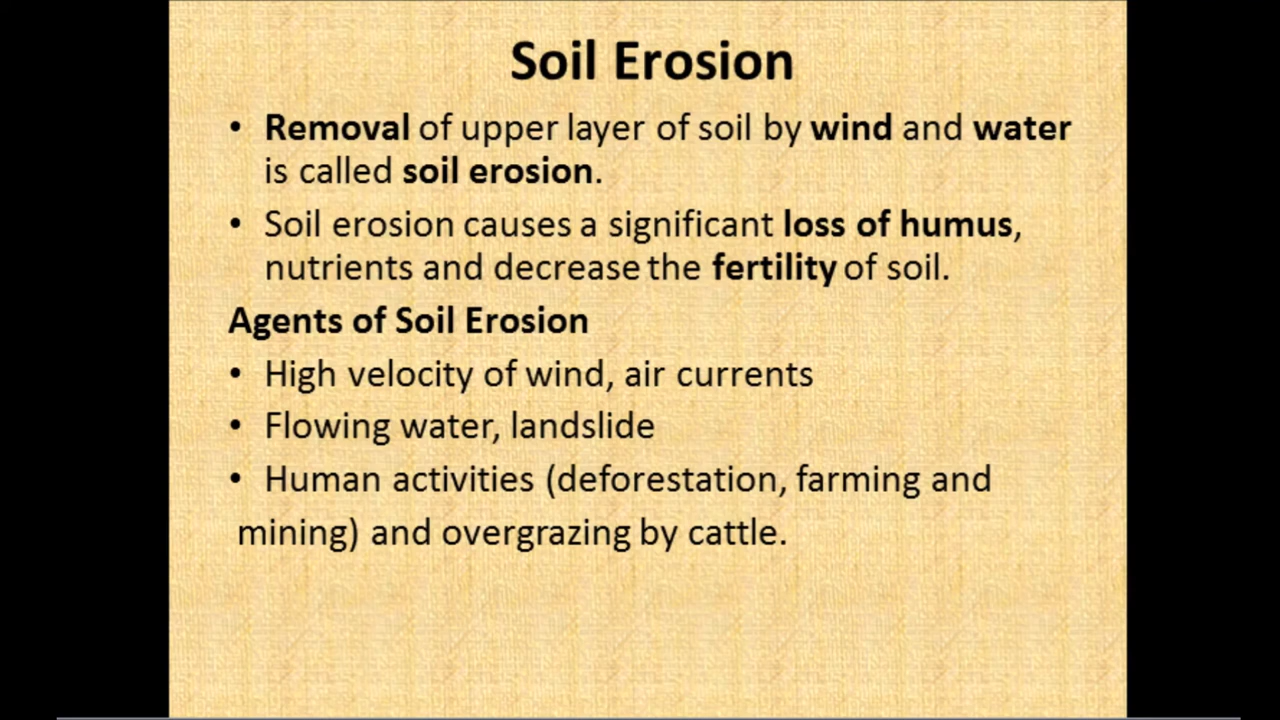 Soil Erosion
• Removal of upper layer of soil by wind and water
is called soil erosion.
• Soil erosion causes a significant loss of humus,
nutrients and decrease the fertility of soil.
Agents of Soil Erosion
• High velocity of wind, air currents
• Flowing water, landslide
• Human activities (deforestation, farming and
mining) and overgrazing by cattle.